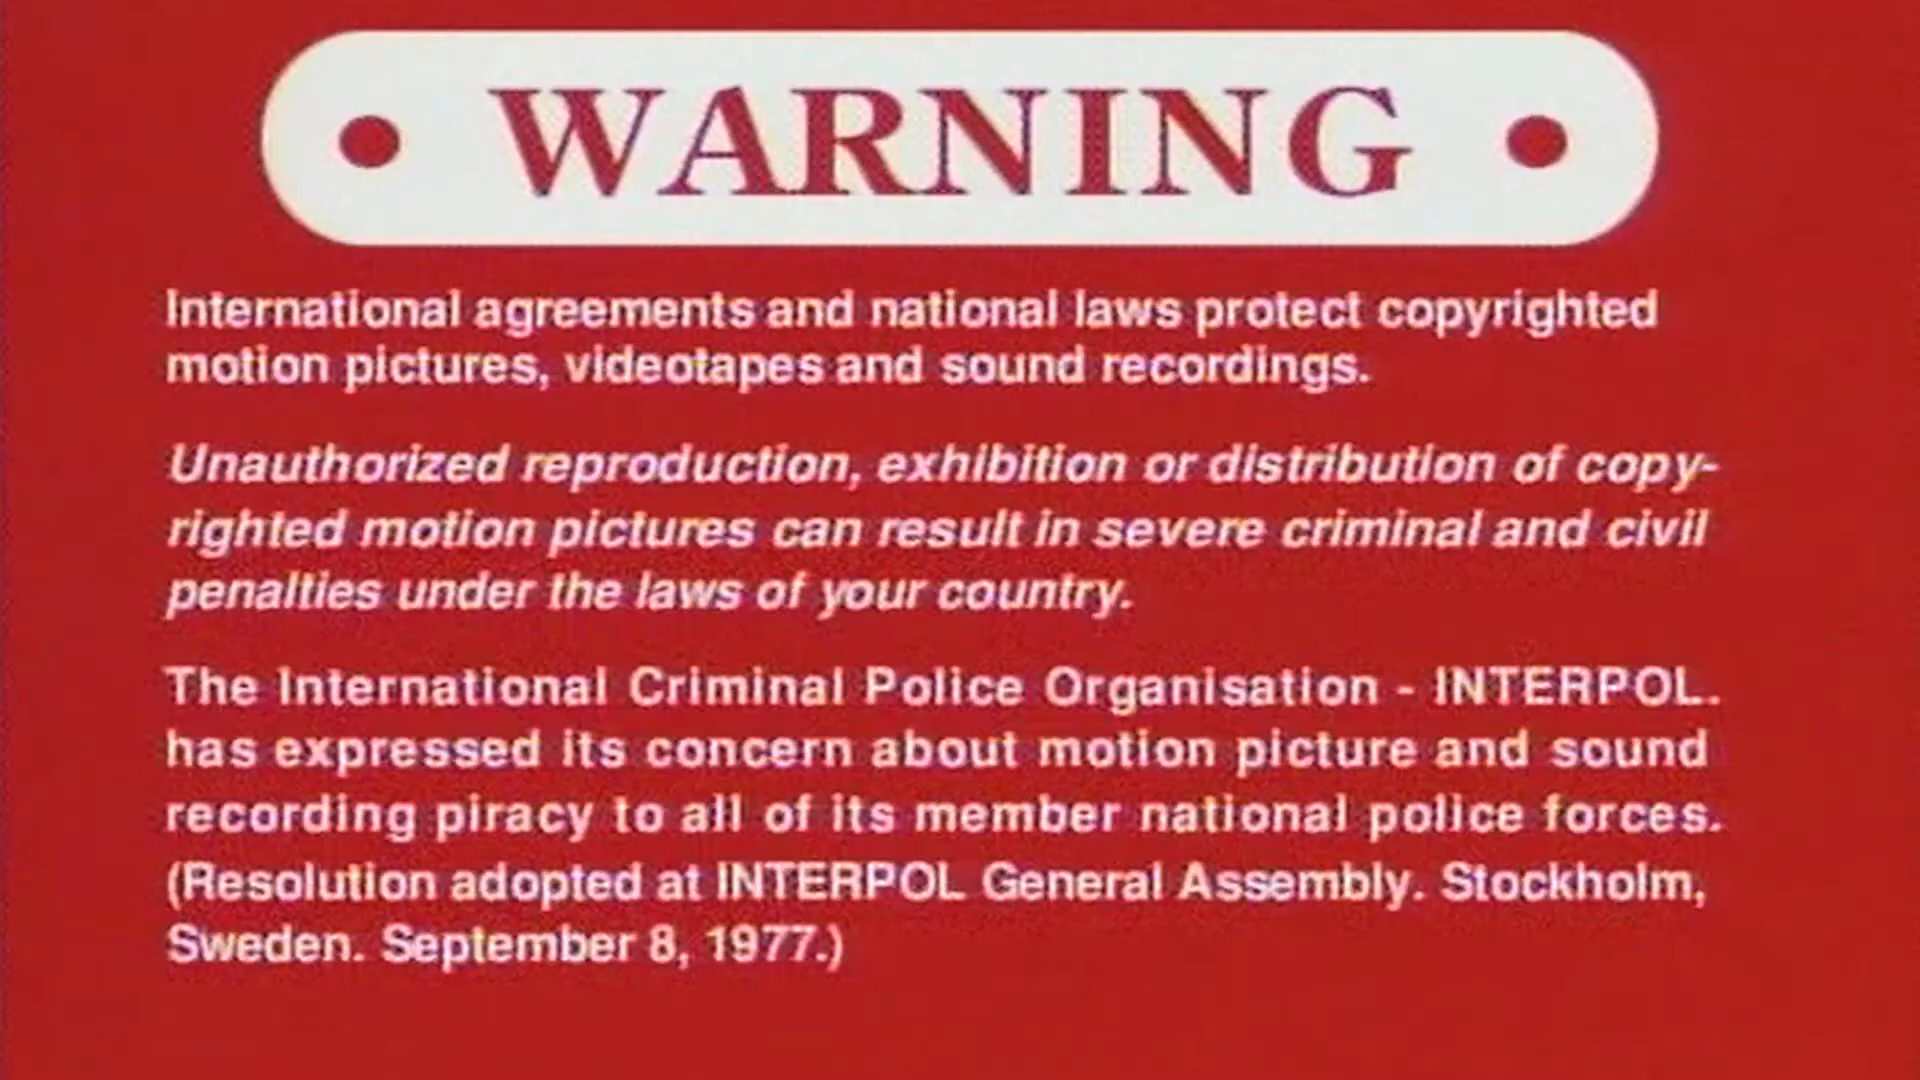 • WARNING •
International agreements and national laws protect copyrighted
motion pictures, videotapes and sound recordings.
Unauthorized reproduction, exhibition or distribution of copy-
righted motion pictures can result in severe criminal and civil
penalties under the laws of your country.
The International Criminal Police Organisation - INTERPOL.
has expressed its concern about motion picture and sound
recording piracy to all of its member national police forces.
(Resolution adopted at INTERPOL General Assembly. Stockholm,
Sweden. September 8, 1977.)